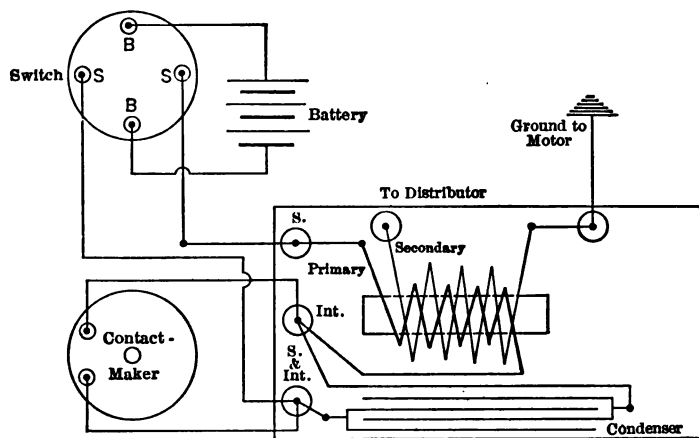 B
Switch
S
S
B
Battery
Ground to
Motor
To Distributor
S.
Secondary
Primary
Int.
Contact-
Maker
S.
&
Int.
Condenser